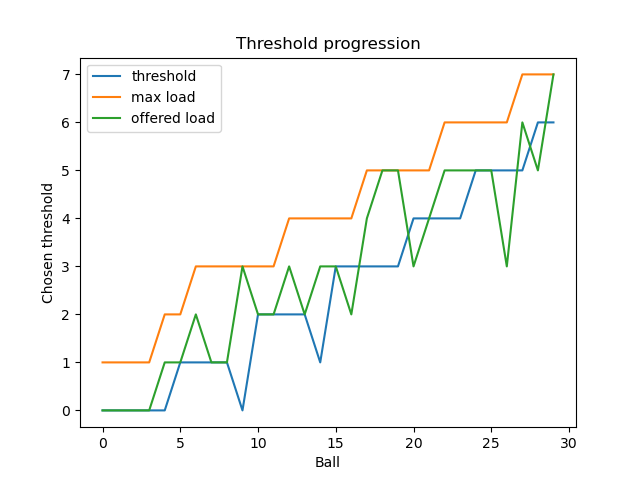 Threshold progression
threshold
max load
offered load
7
6
5
4
3
2
1
0
Chosen threshold
0 5 10 15 20 25 30
Ball